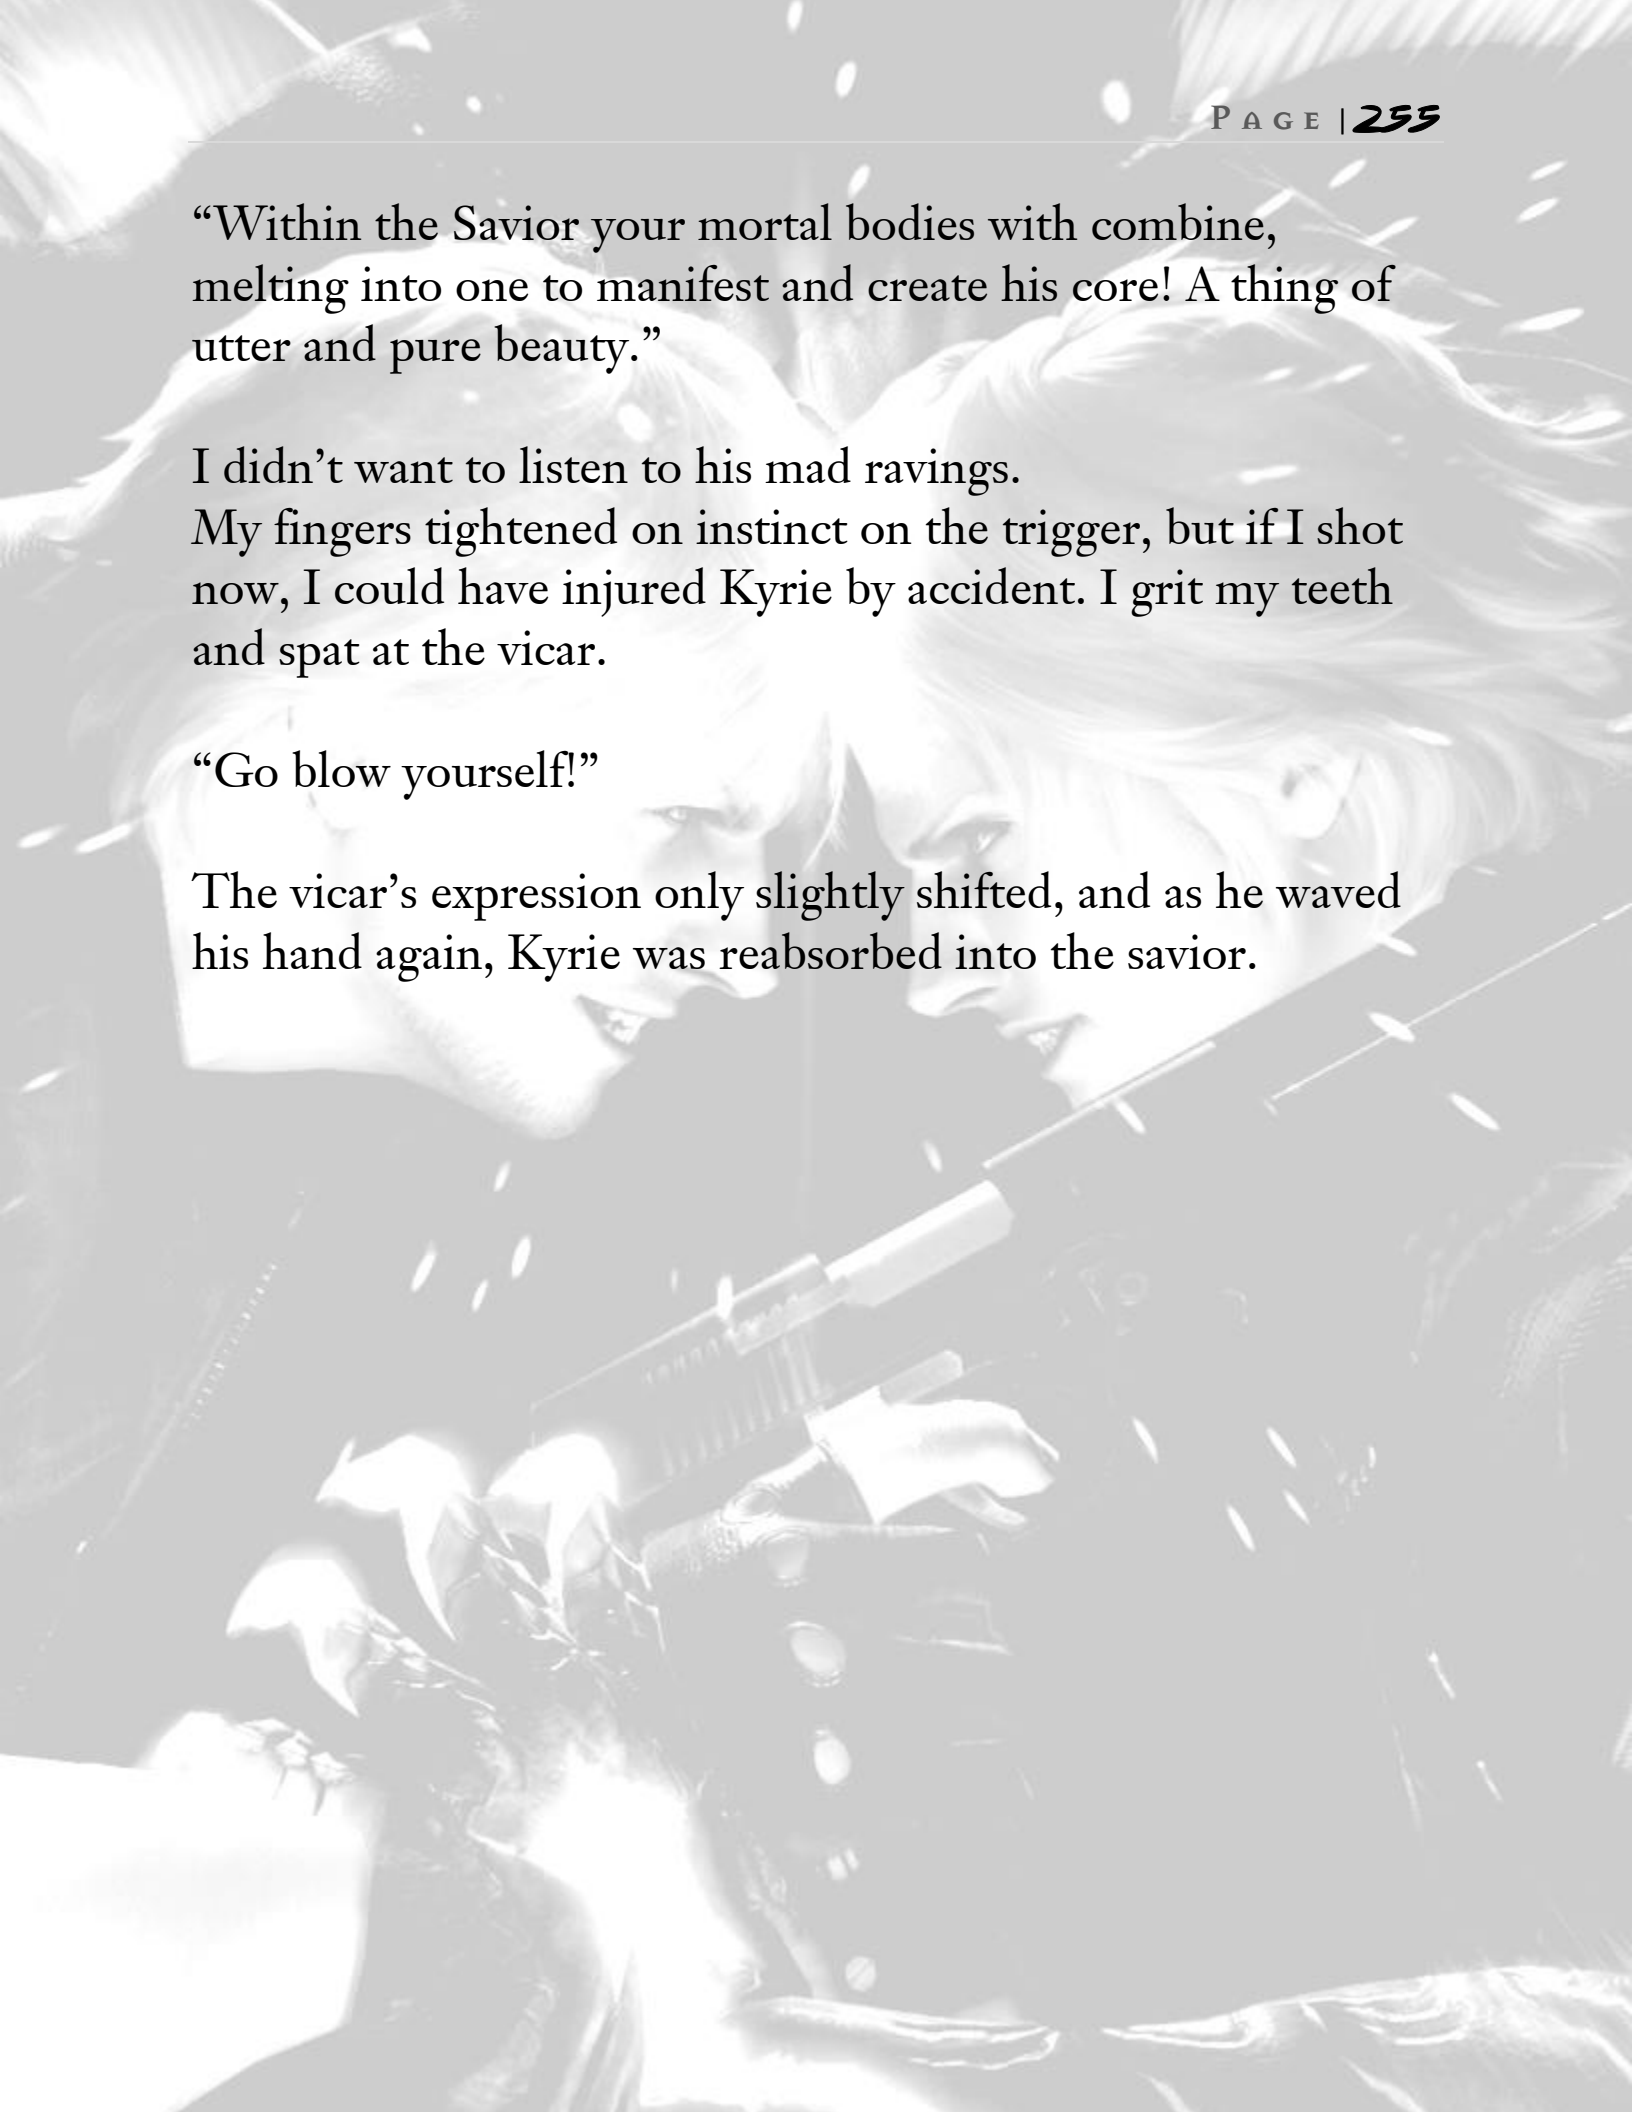 PAGE |255
“Within the Savior your mortal bodies with combine,
melting into one to manifest and create his core! A thing of
utter and pure beauty.”
I didn’t want to listen to his mad ravings.
My fingers tightened on instinct on the trigger, but if I shot
now, I could have injured Kyrie by accident. I grit my teeth
and spat at the vicar.
“Go blow yourself!”
The vicar’s expression only slightly shifted, and as he waved
his hand again, Kyrie was reabsorbed into the savior.